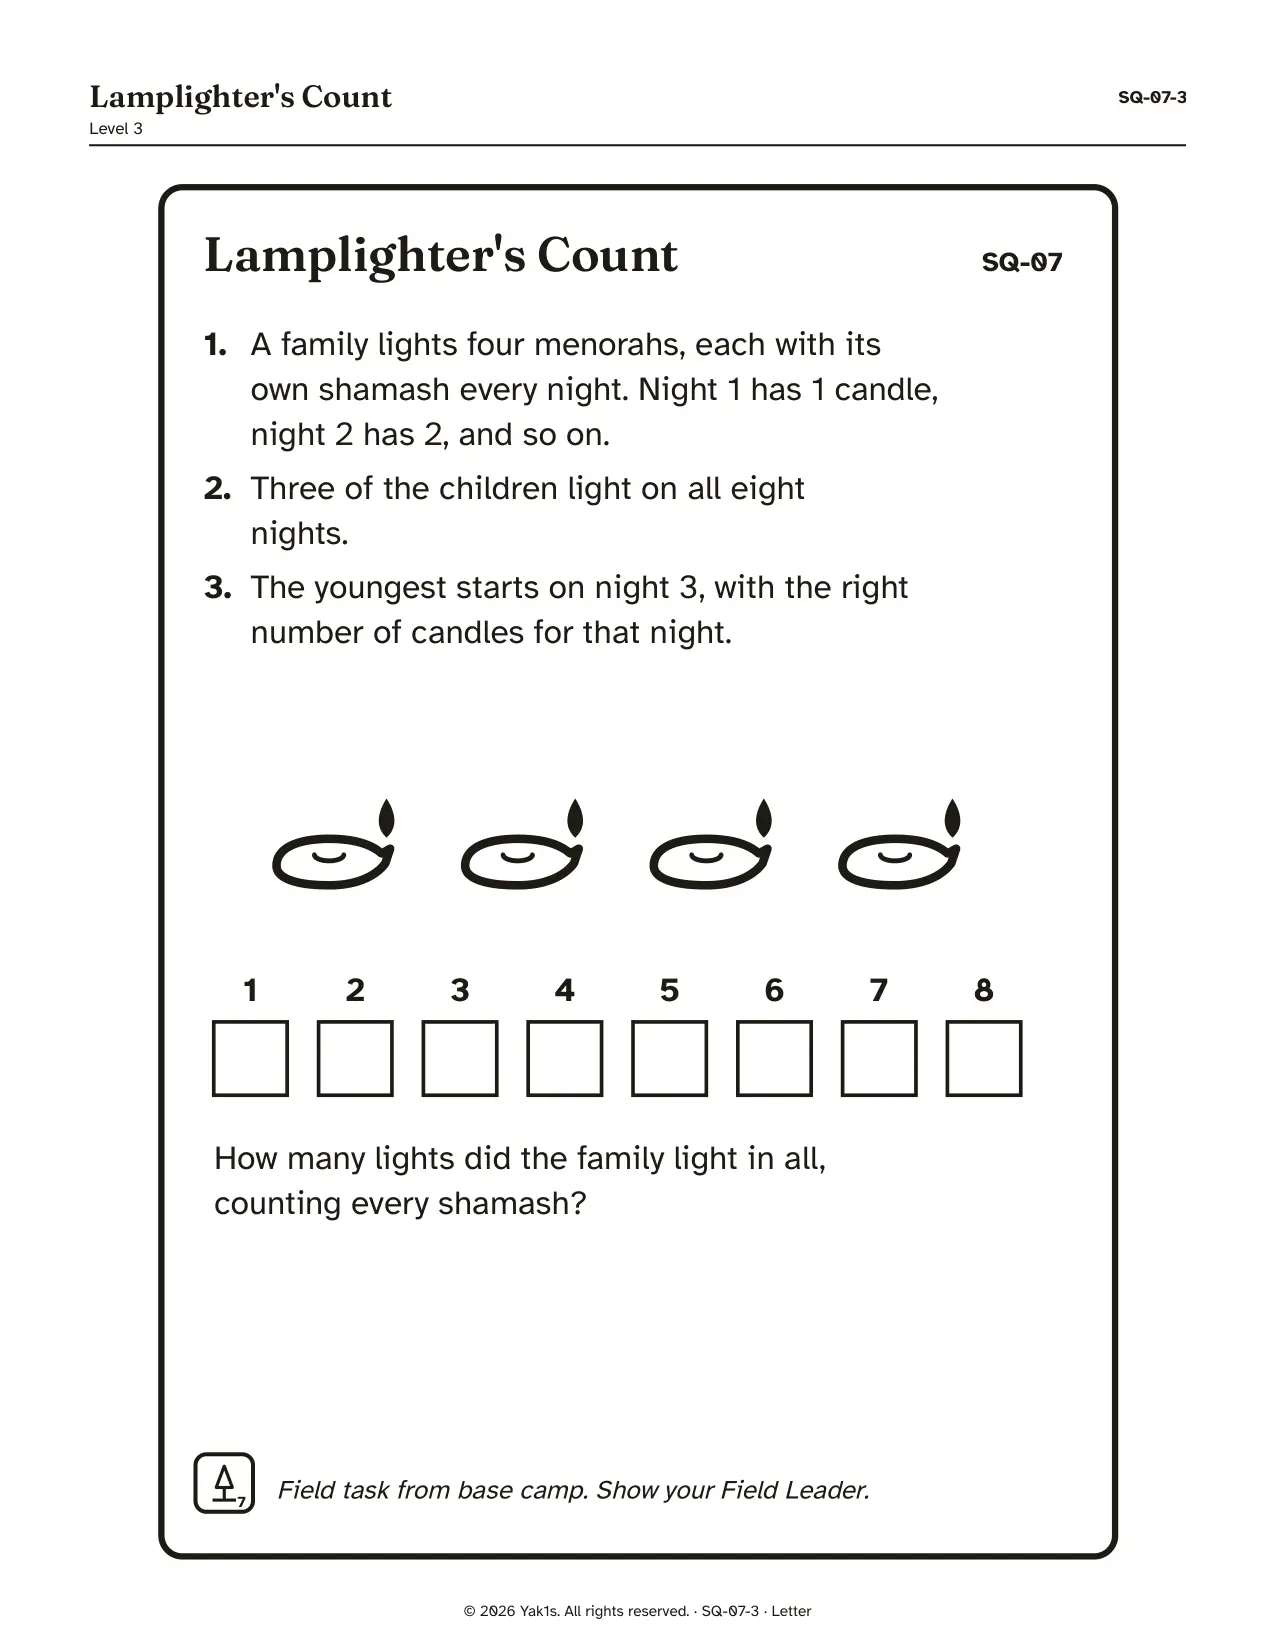 Lamplighter's Count
SQ-07-3
Level 3
Lamplighter's Count
SQ-07
1. A family lights four menorahs, each with its
own shamash every night. Night 1 has 1 candle,
night 2 has 2, and so on.
2. Three of the children light on all eight
nights.
3. The youngest starts on night 3, with the right
number of candles for that night.
1 2 3 4 5 6 7 8
How many lights did the family light in all,
counting every shamash?
7
Field task from base camp. Show your Field Leader.
© 2026 Yak1s. All rights reserved. · SQ-07-3 · Letter